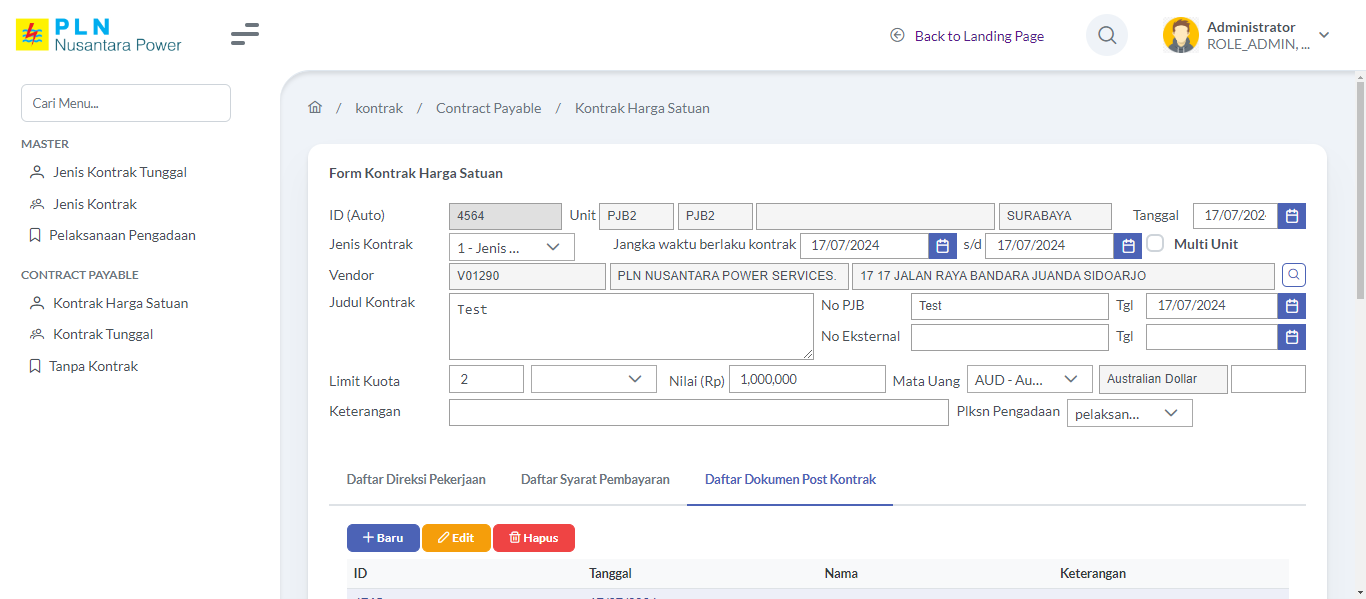 PLN
Nusantara Power
Back to Landing Page
Administrator
ROLE_ADMIN, ...
Cari Menu...
MASTER
Jenis Kontrak Tunggal
Jenis Kontrak
Pelaksanaan Pengadaan
CONTRACT PAYABLE
Kontrak Harga Satuan
Kontrak Tunggal
Tanpa Kontrak
/ kontrak / Contract Payable / Kontrak Harga Satuan
Form Kontrak Harga Satuan
ID (Auto) 4564 Unit PJB2 PJB2 SURABAYA Tanggal 17/07/202
Jenis Kontrak 1 - Jenis ... Jangka waktu berlaku kontrak 17/07/2024 s/d 17/07/2024 Multi Unit
Vendor V01290 PLN NUSANTARA POWER SERVICES. 17 17 JALAN RAYA BANDARA JUANDA SIDOARJO
Judul Kontrak Test No PJB Test Tgl 17/07/2024
No Eksternal Tgl
Limit Kuota 2 Nilai (Rp) 1,000,000 Mata Uang AUD - Au... Australian Dollar
Keterangan Plksn Pengadaan pelaksan...
Daftar Direksi Pekerjaan Daftar Syarat Pembayaran Daftar Dokumen Post Kontrak
Baru Edit Hapus
ID Tanggal Nama Keterangan